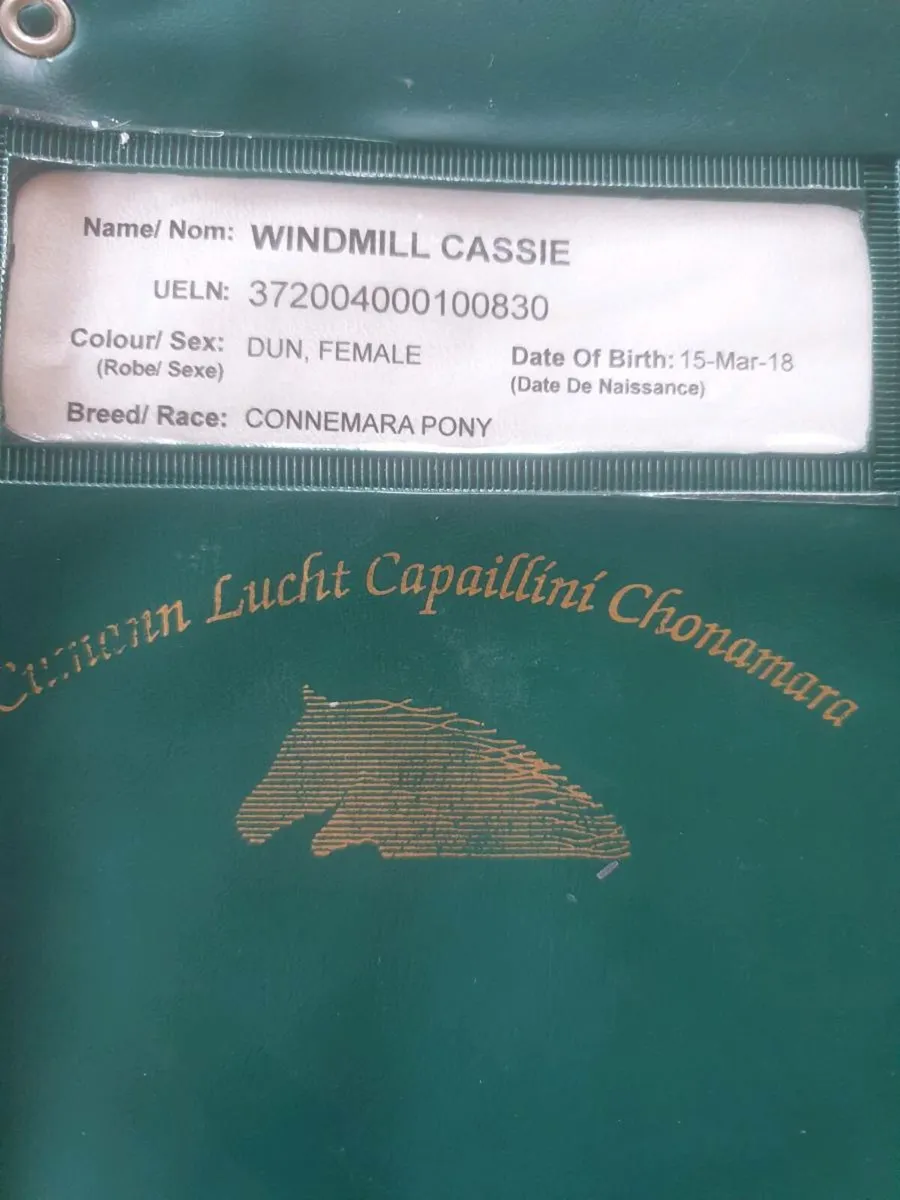 Name/ Nom: WINDMILL CASSIE
UELN: 372004000100830
Colour/ Sex: DUN, FEMALE
(Robe/ Sexe)
Date Of Birth: 15-Mar-18
(Date De Naissance)
Breed/ Race: CONNEMARA PONY
Cumann Lucht Capaillíní Chonamara